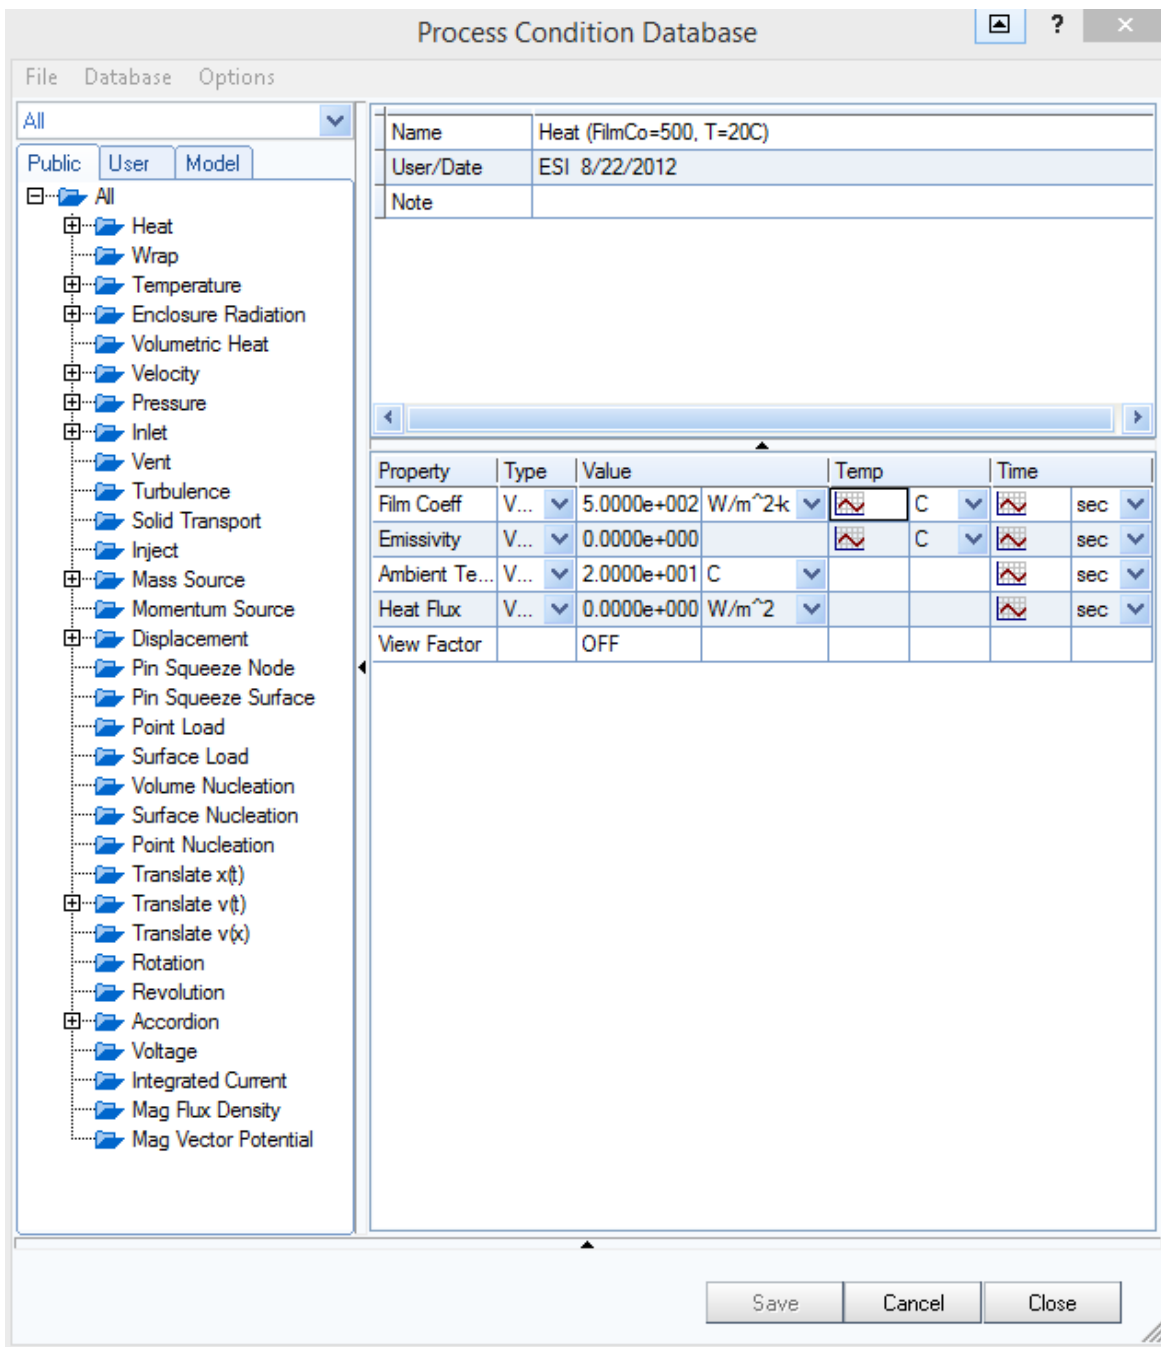 Process Condition Database ?
File Database Options
All
Public User Model
All
Heat
Wrap
Temperature
Enclosure Radiation
Volumetric Heat
Velocity
Pressure
Inlet
Vent
Turbulence
Solid Transport
Inject
Mass Source
Momentum Source
Displacement
Pin Squeeze Node
Pin Squeeze Surface
Point Load
Surface Load
Volume Nucleation
Surface Nucleation
Point Nucleation
Translate x(t)
Translate v(t)
Translate v(x)
Rotation
Revolution
Accordion
Voltage
Integrated Current
Mag Flux Density
Mag Vector Potential
Name Heat (FilmCo=500, T=20C)
User/Date ESI 8/22/2012
Note
Property Type Value Temp Time
Film Coeff V... 5.0000e+002 W/m^2-k C sec
Emissivity V... 0.0000e+000 C sec
Ambient Te... V... 2.0000e+001 C sec
Heat Flux V... 0.0000e+000 W/m^2 sec
View Factor OFF
Save Cancel Close